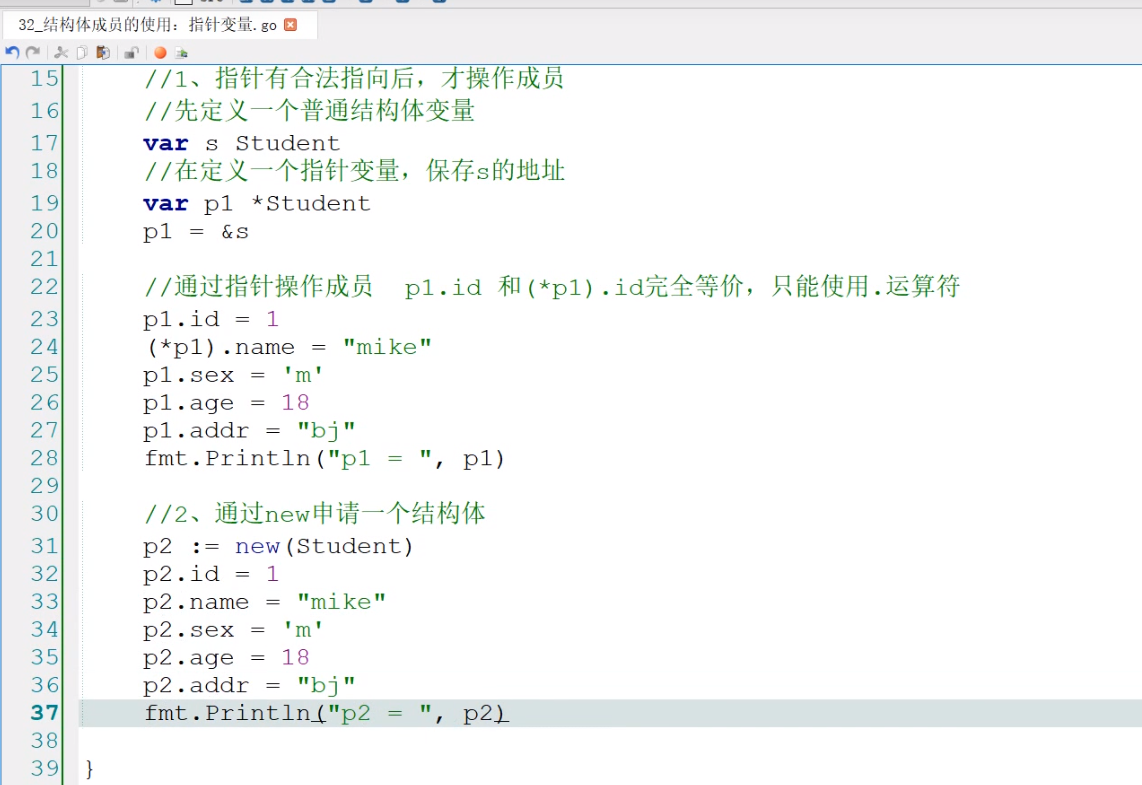 32_结构体成员的使用：指针变量.go
15 //1、指针有合法指向后，才操作成员
16 //先定义一个普通结构体变量
17 var s Student
18 //在定义一个指针变量，保存s的地址
19 var p1 *Student
20 p1 = &s
21
22 //通过指针操作成员  p1.id 和(*p1).id完全等价，只能使用.运算符
23 p1.id = 1
24 (*p1).name = "mike"
25 p1.sex = 'm'
26 p1.age = 18
27 p1.addr = "bj"
28 fmt.Println("p1 = ", p1)
29
30 //2、通过new申请一个结构体
31 p2 := new(Student)
32 p2.id = 1
33 p2.name = "mike"
34 p2.sex = 'm'
35 p2.age = 18
36 p2.addr = "bj"
37 fmt.Println("p2 = ", p2)
38
39 }